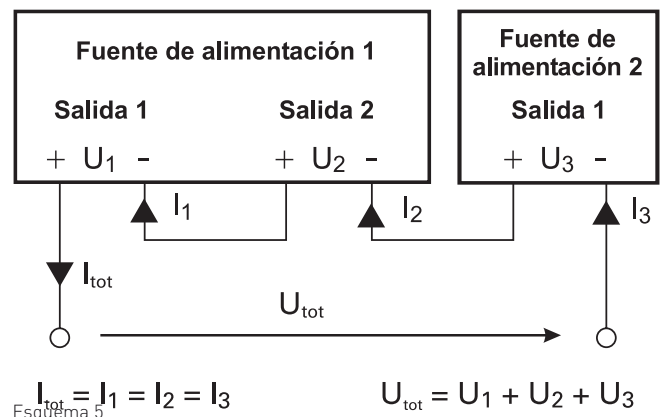 Fuente de alimentación 1
Fuente de
alimentación 2
Salida 1 Salida 2 Salida 1
+ U₁ - + U₂ - + U₃ -
I₁ I₂ I₃
Iₜₒₜ
Uₜₒₜ
Iₜₒₜ = I₁ = I₂ = I₃ Uₜₒₜ = U₁ + U₂ + U₃
Esquema 5